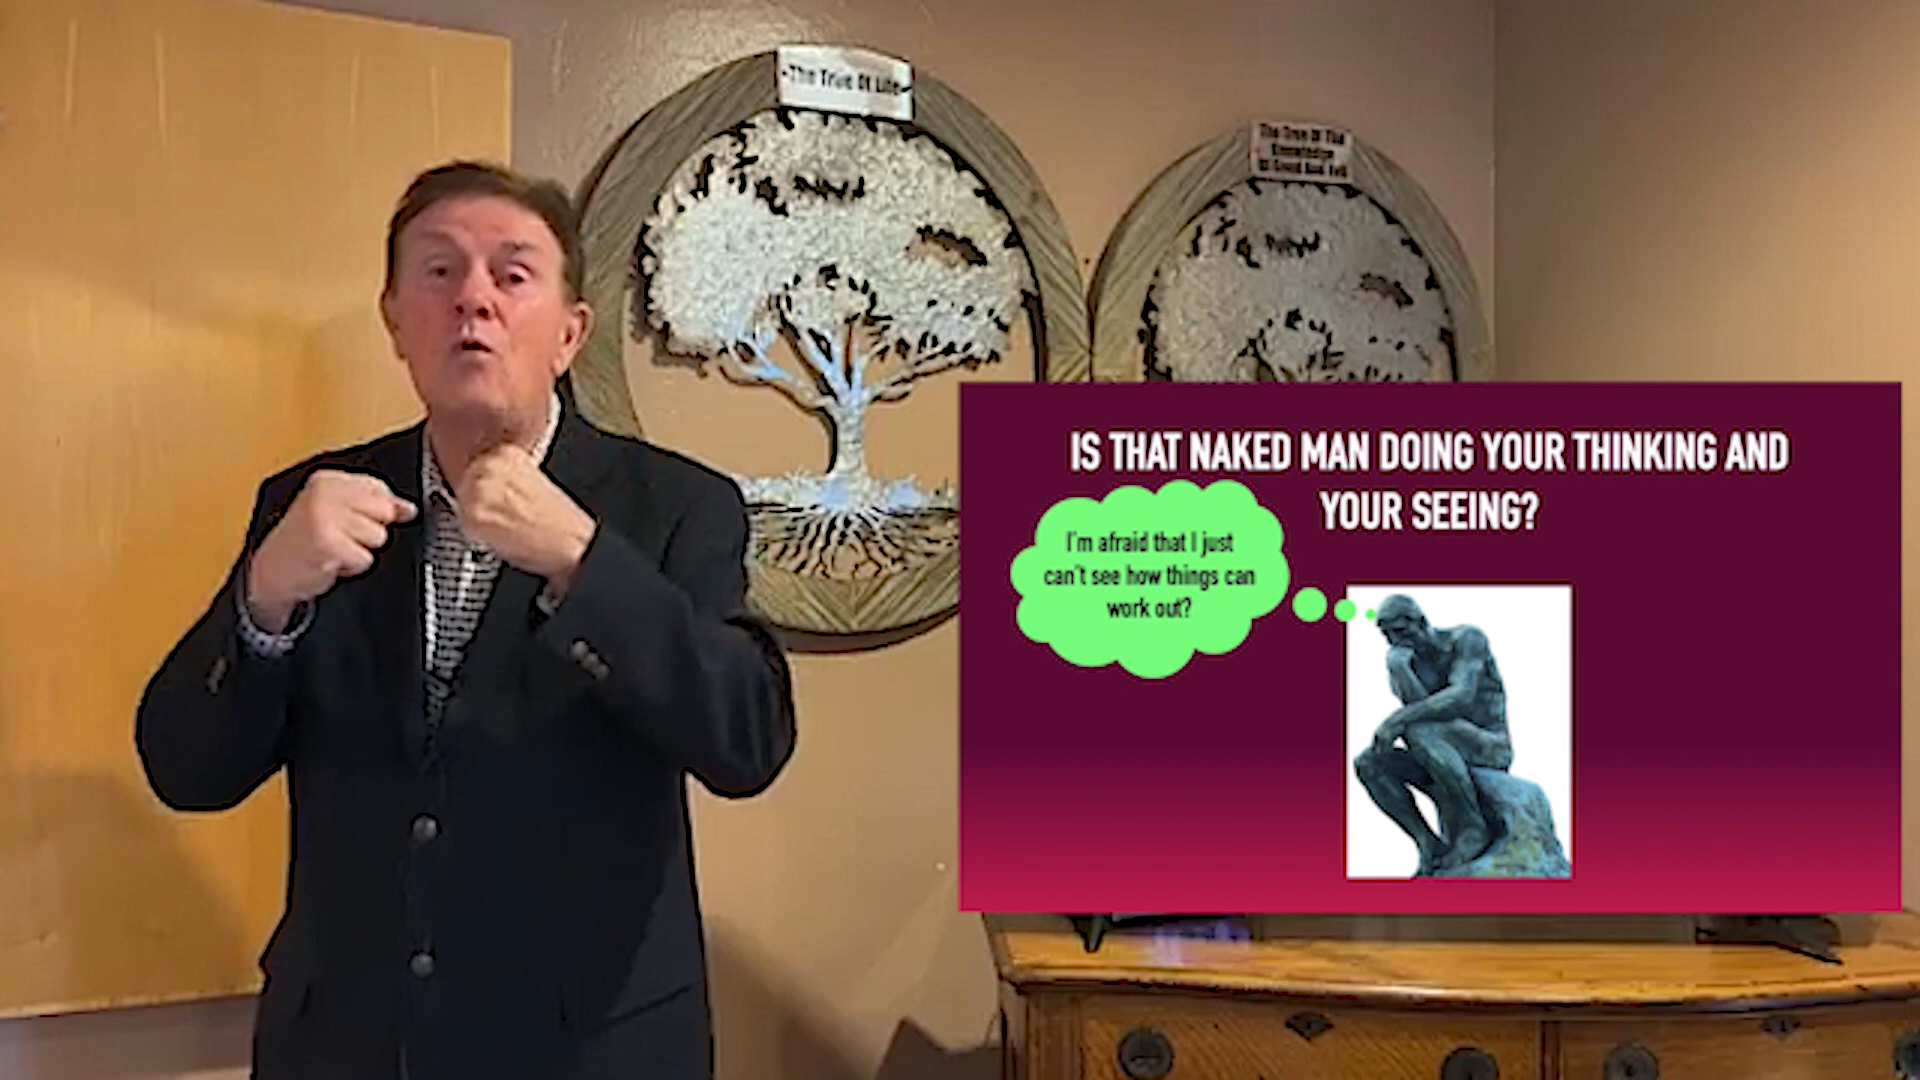 The Tree Of Life
The Tree Of The
Knowledge
Of Good And Evil
IS THAT NAKED MAN DOING YOUR THINKING AND
YOUR SEEING?
I'm afraid that I just
can't see how things can
work out?